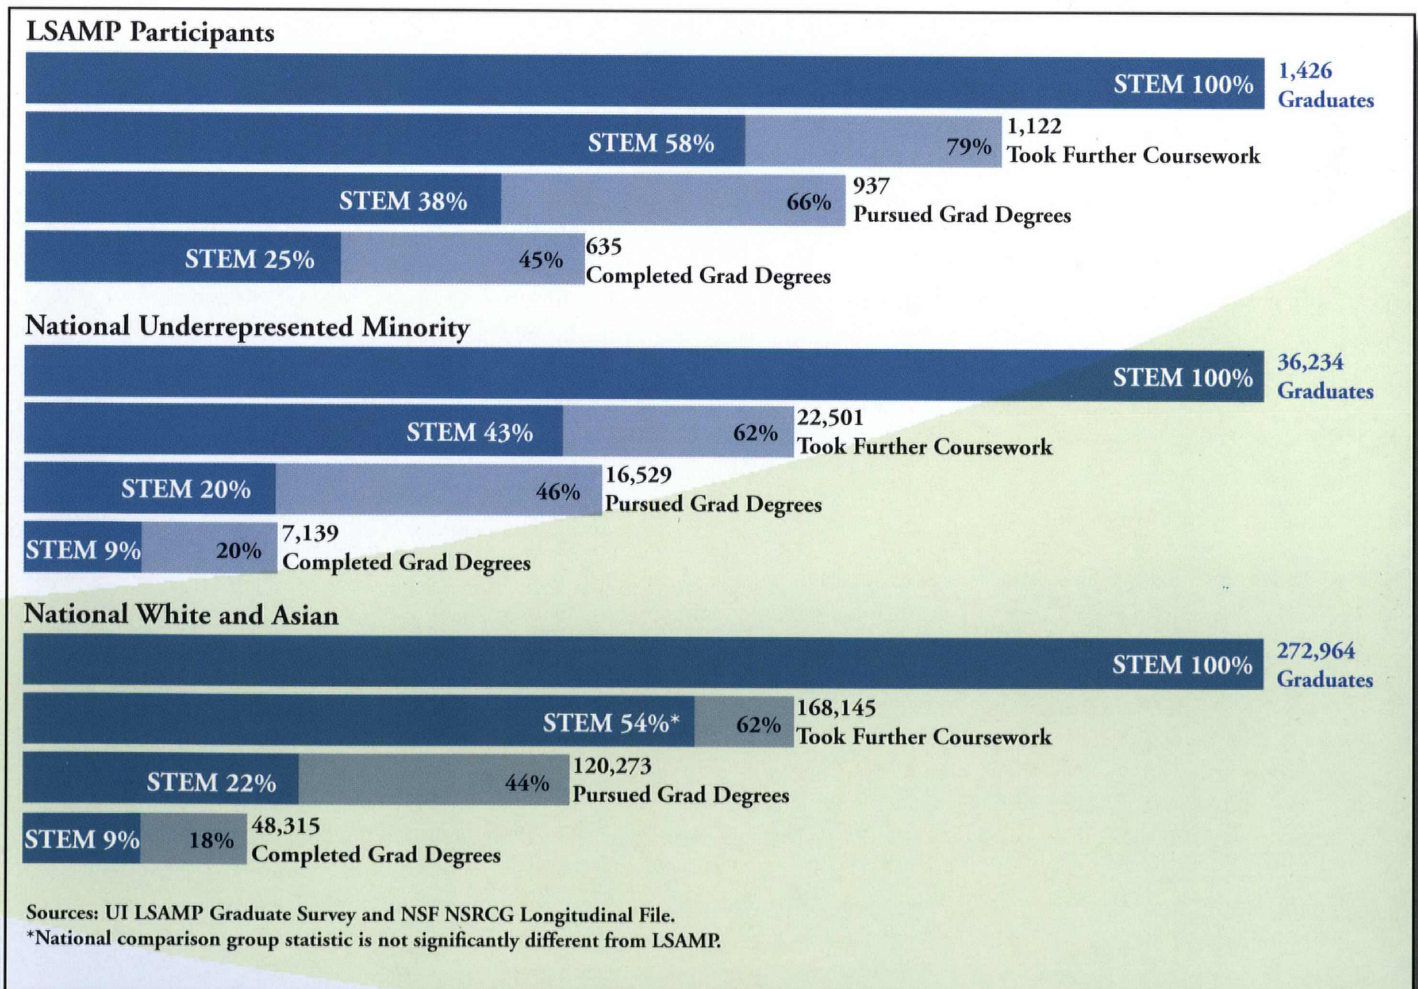 LSAMP Participants
STEM 100%
1,426
Graduates
STEM 58%
79%
1,122
Took Further Coursework
STEM 38%
66%
937
Pursued Grad Degrees
STEM 25%
45%
635
Completed Grad Degrees
National Underrepresented Minority
STEM 100%
36,234
Graduates
STEM 43%
62%
22,501
Took Further Coursework
STEM 20%
46%
16,529
Pursued Grad Degrees
STEM 9%
20%
7,139
Completed Grad Degrees
National White and Asian
STEM 100%
272,964
Graduates
STEM 54%*
62%
168,145
Took Further Coursework
STEM 22%
44%
120,273
Pursued Grad Degrees
STEM 9%
18%
48,315
Completed Grad Degrees
Sources: UI LSAMP Graduate Survey and NSF NSRCG Longitudinal File.
*National comparison group statistic is not significantly different from LSAMP.